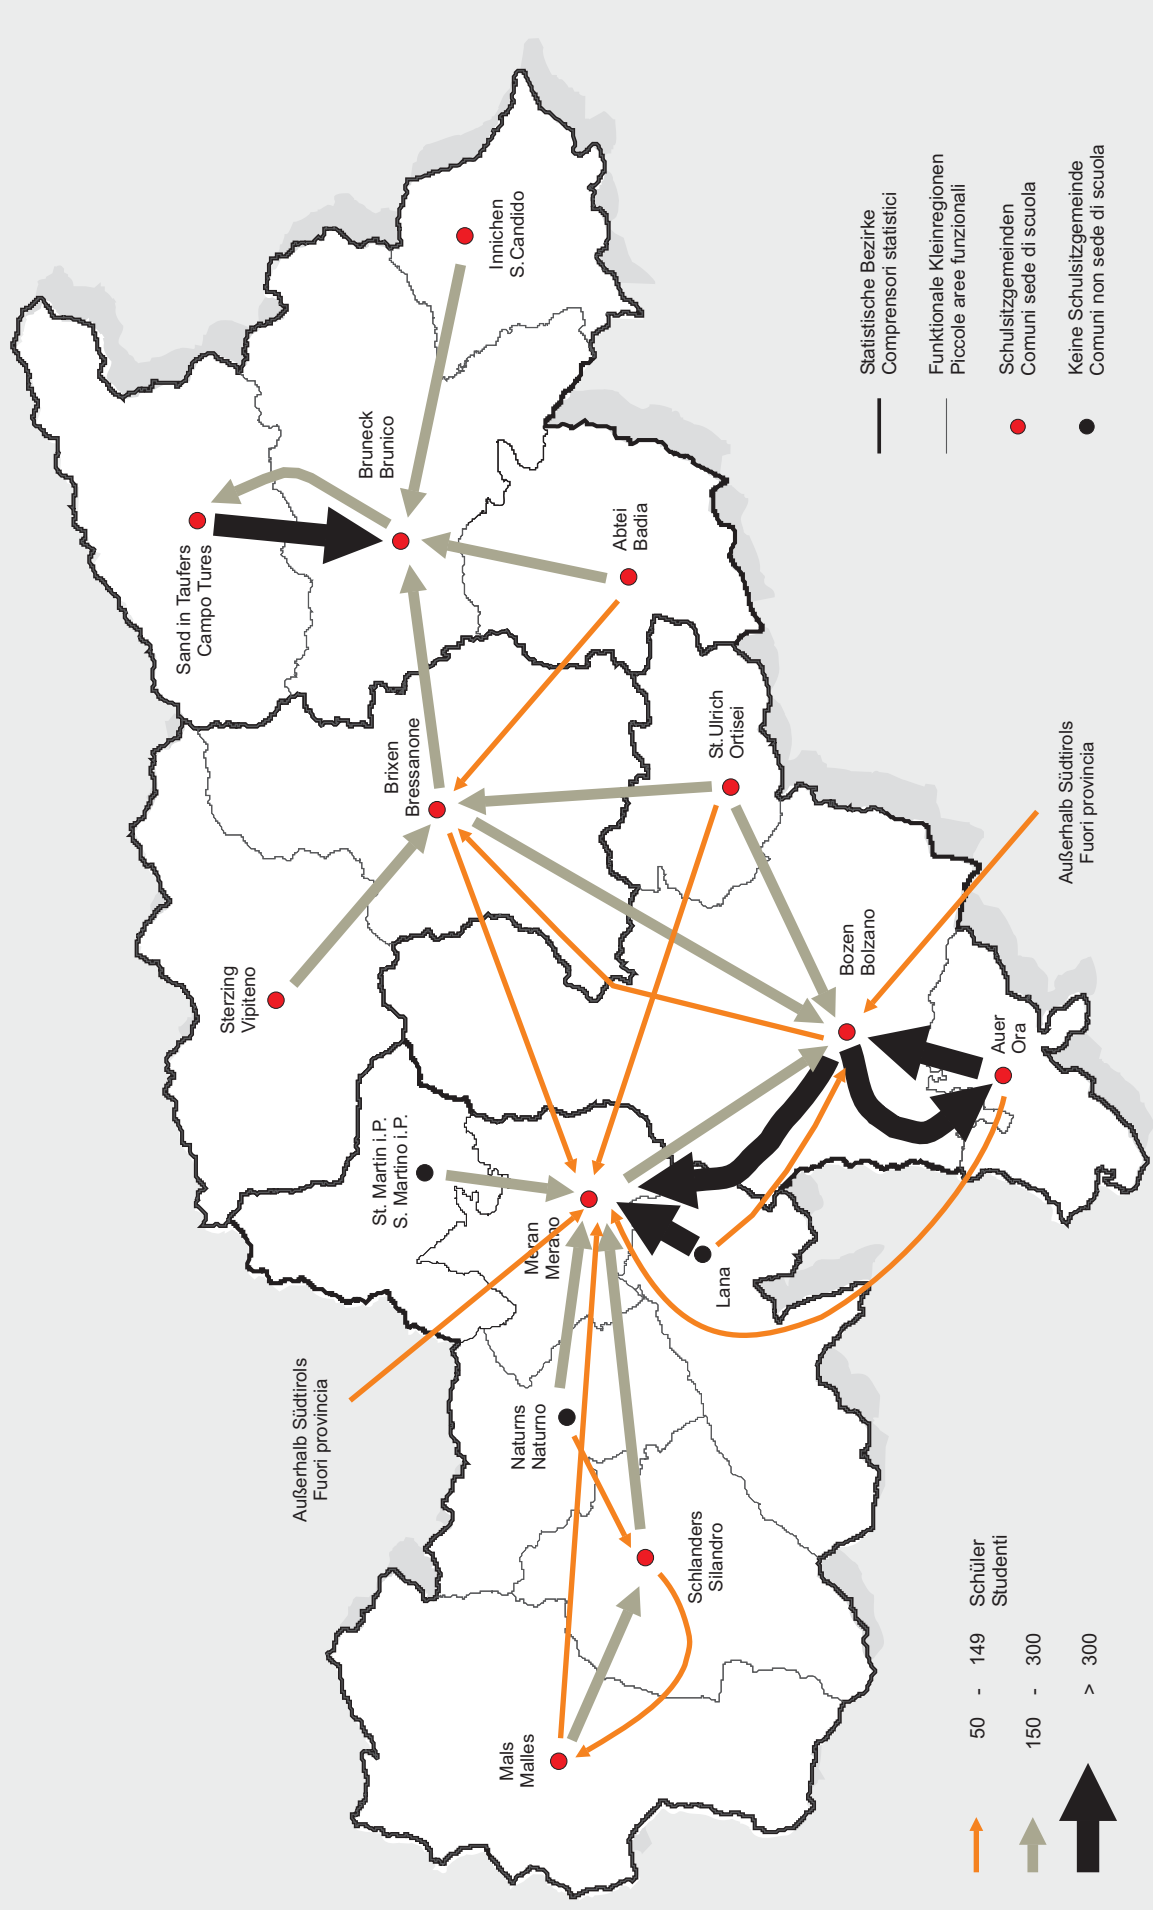 Sand in Taufers
Campo Tures
Innichen
S.Candido
Bruneck
Brunico
Abtei
Badia
Brixen
Bressanone
St.Ulrich
Ortisei
Sterzing
Vipiteno
St. Martin i.P.
S. Martino i.P.
Meran
Merano
Bozen
Bolzano
Auer
Ora
Lana
Naturns
Naturno
Schlanders
Silandro
Mals
Malles
Außerhalb Südtirols
Fuori provincia
Außerhalb Südtirols
Fuori provincia
50 - 149 Schüler
Studenti
150 - 300
> 300
Statistische Bezirke
Comprensori statistici
Funktionale Kleinregionen
Piccole aree funzionali
Schulsitzgemeinden
Comuni sede di scuola
Keine Schulsitzgemeinde
Comuni non sede di scuola